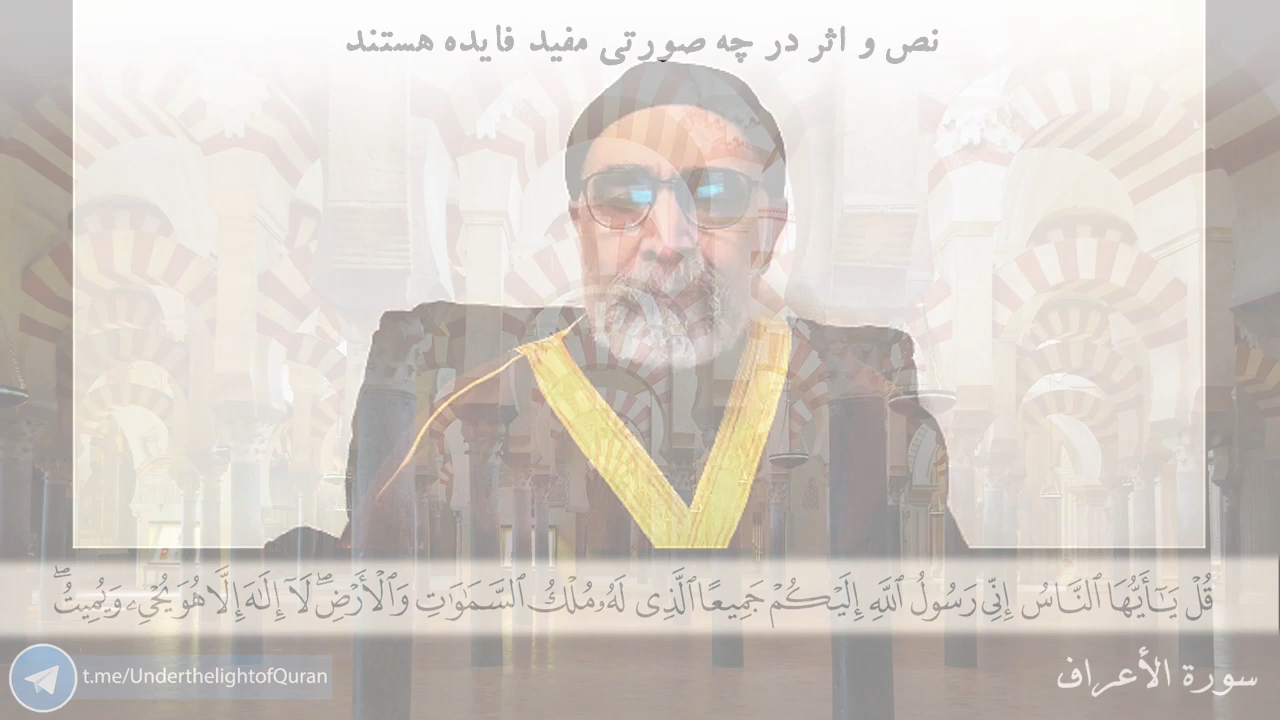 نص و اثر در چه صورتی مفید فایده هستند
قُلْ يَـٰٓأَيُّهَا ٱلنَّاسُ إِنِّى رَسُولُ ٱللَّهِ إِلَيْكُمْ جَمِيعًا ٱلَّذِى لَهُۥ مُلْكُ ٱلسَّمَـٰوَٰتِ وَٱلْأَرْضِ ۖ لَآ إِلَـٰهَ إِلَّا هُوَ يُحْىِۦ وَيُمِيتُ ۖ
t.me/UnderthelightofQuran
سورة الأعراف